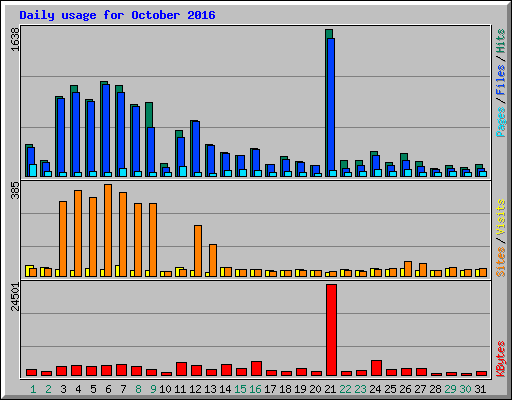 Daily usage for October 2016
1638
Pages / Files / Hits
385
Sites / Visits
24501
KBytes
1 2 3 4 5 6 7 8 9 10 11 12 13 14 15 16 17 18 19 20 21 22 23 24 25 26 27 28 29 30 31